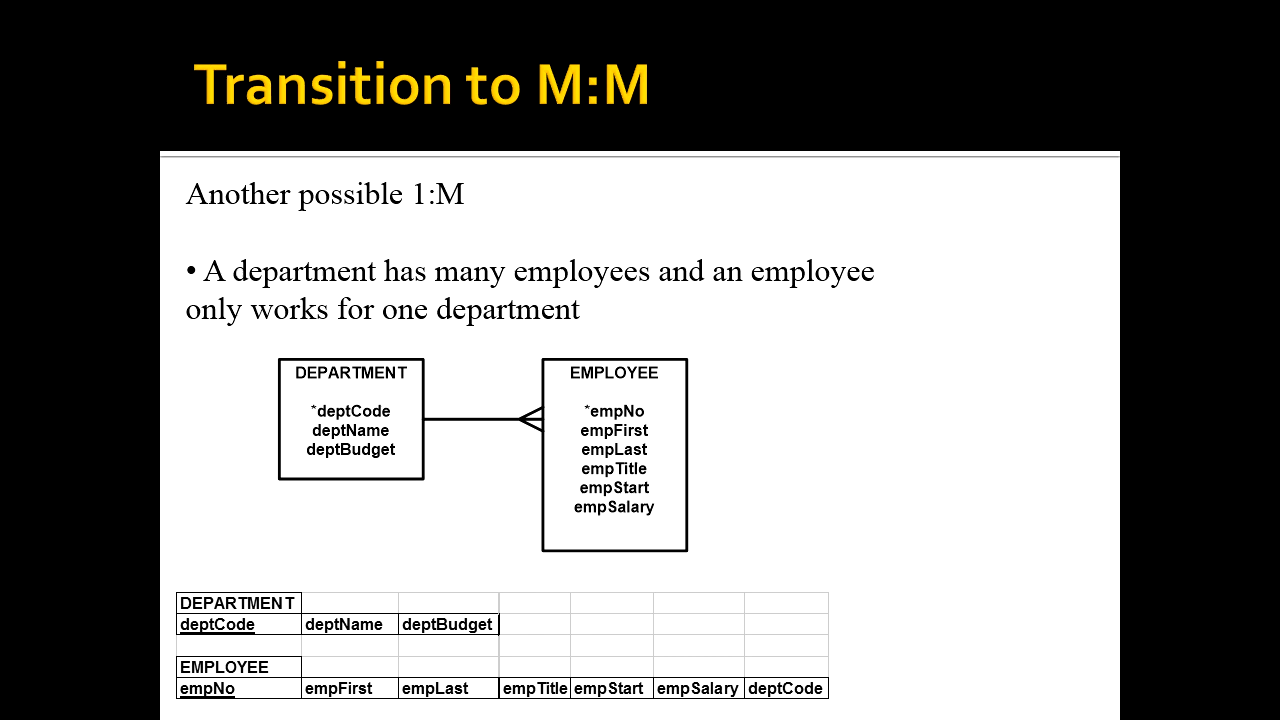 Transition to M:M
Another possible 1:M
• A department has many employees and an employee
only works for one department
DEPARTMENT
*deptCode
deptName
deptBudget
EMPLOYEE
*empNo
empFirst
empLast
empTitle
empStart
empSalary
DEPARTMENT
deptCode deptName deptBudget
EMPLOYEE
empNo empFirst empLast empTitle empStart empSalary deptCode